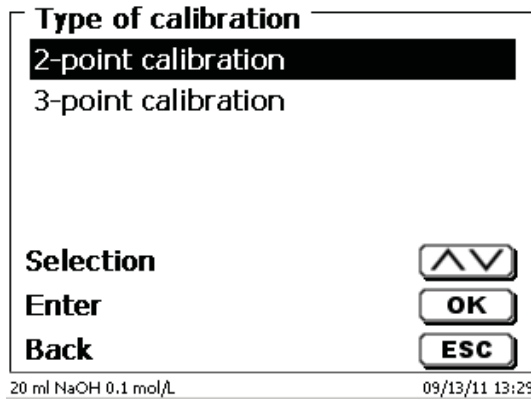 Type of calibration
2-point calibration
3-point calibration
Selection
Enter OK
Back ESC
20 ml NaOH 0.1 mol/L 09/13/11 13:29